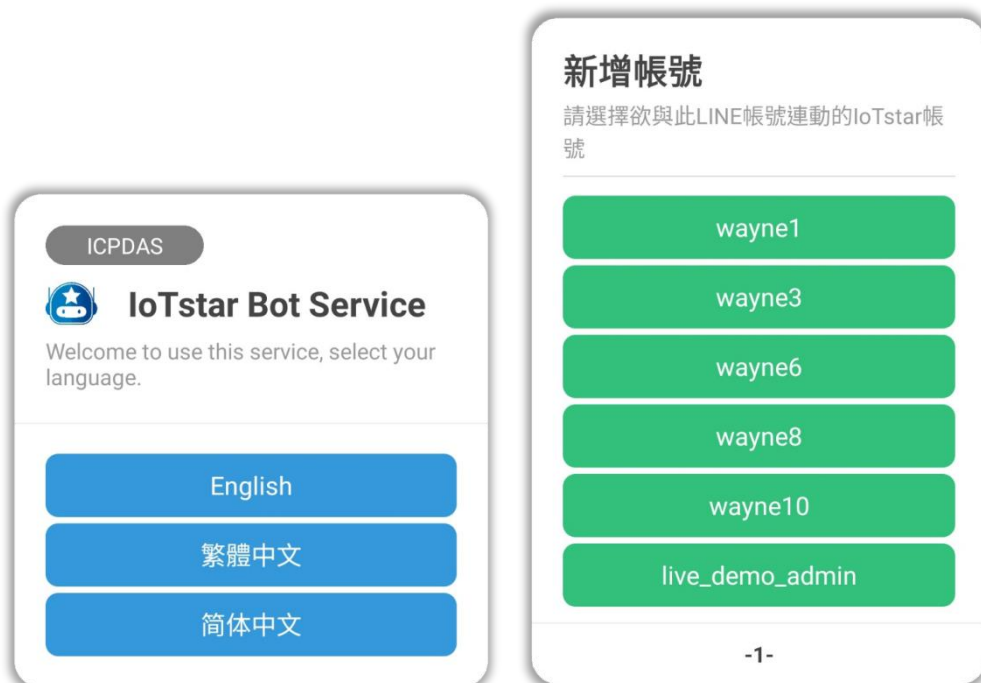 ICPDAS
IoTstar Bot Service
Welcome to use this service, select your
language.
English
繁體中文
简体中文
新增帳號
請選擇欲與此LINE帳號連動的IoTstar帳
號
wayne1
wayne3
wayne6
wayne8
wayne10
live_demo_admin
-1-